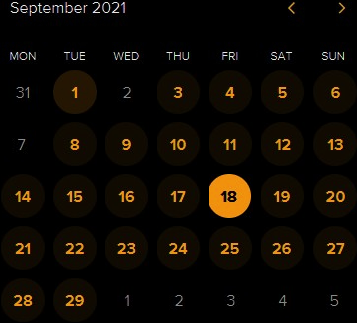 September 2021
MON TUE WED THU FRI SAT SUN
31 1 2 3 4 5 6
7 8 9 10 11 12 13
14 15 16 17 18 19 20
21 22 23 24 25 26 27
28 29 1 2 3 4 5